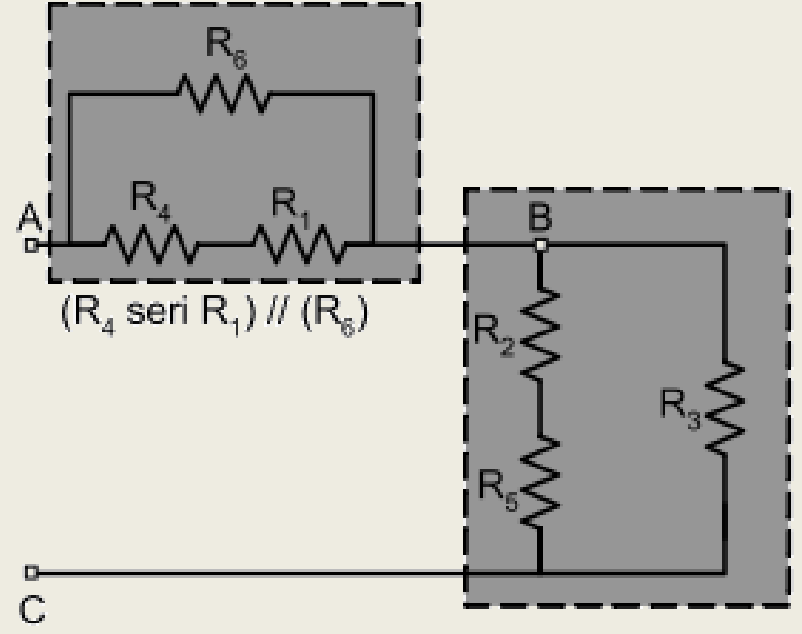 R₆
R₄ R₁
A
B
(R₄ seri R₁) // (R₆)
R₂
R₃
R₅
C